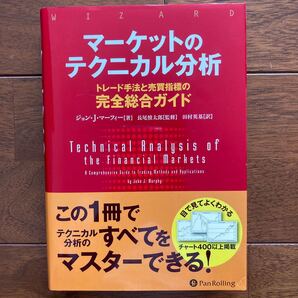 WIZARD
マーケットの
テクニカル分析
トレード手法と売買指標の
完全総合ガイド
ジョン・J・マーフィー[著] 長尾慎太郎[監修] 田村英基[訳]
Technical Analysis of
the Financial Markets
A Comprehensive Guide to Trading Methods and Applications
by John J. Murphy
この1冊で
テクニカル
分析の
すべてを
マスターできる!
目で見てよくわかる
チャート400以上掲載
PanRolling